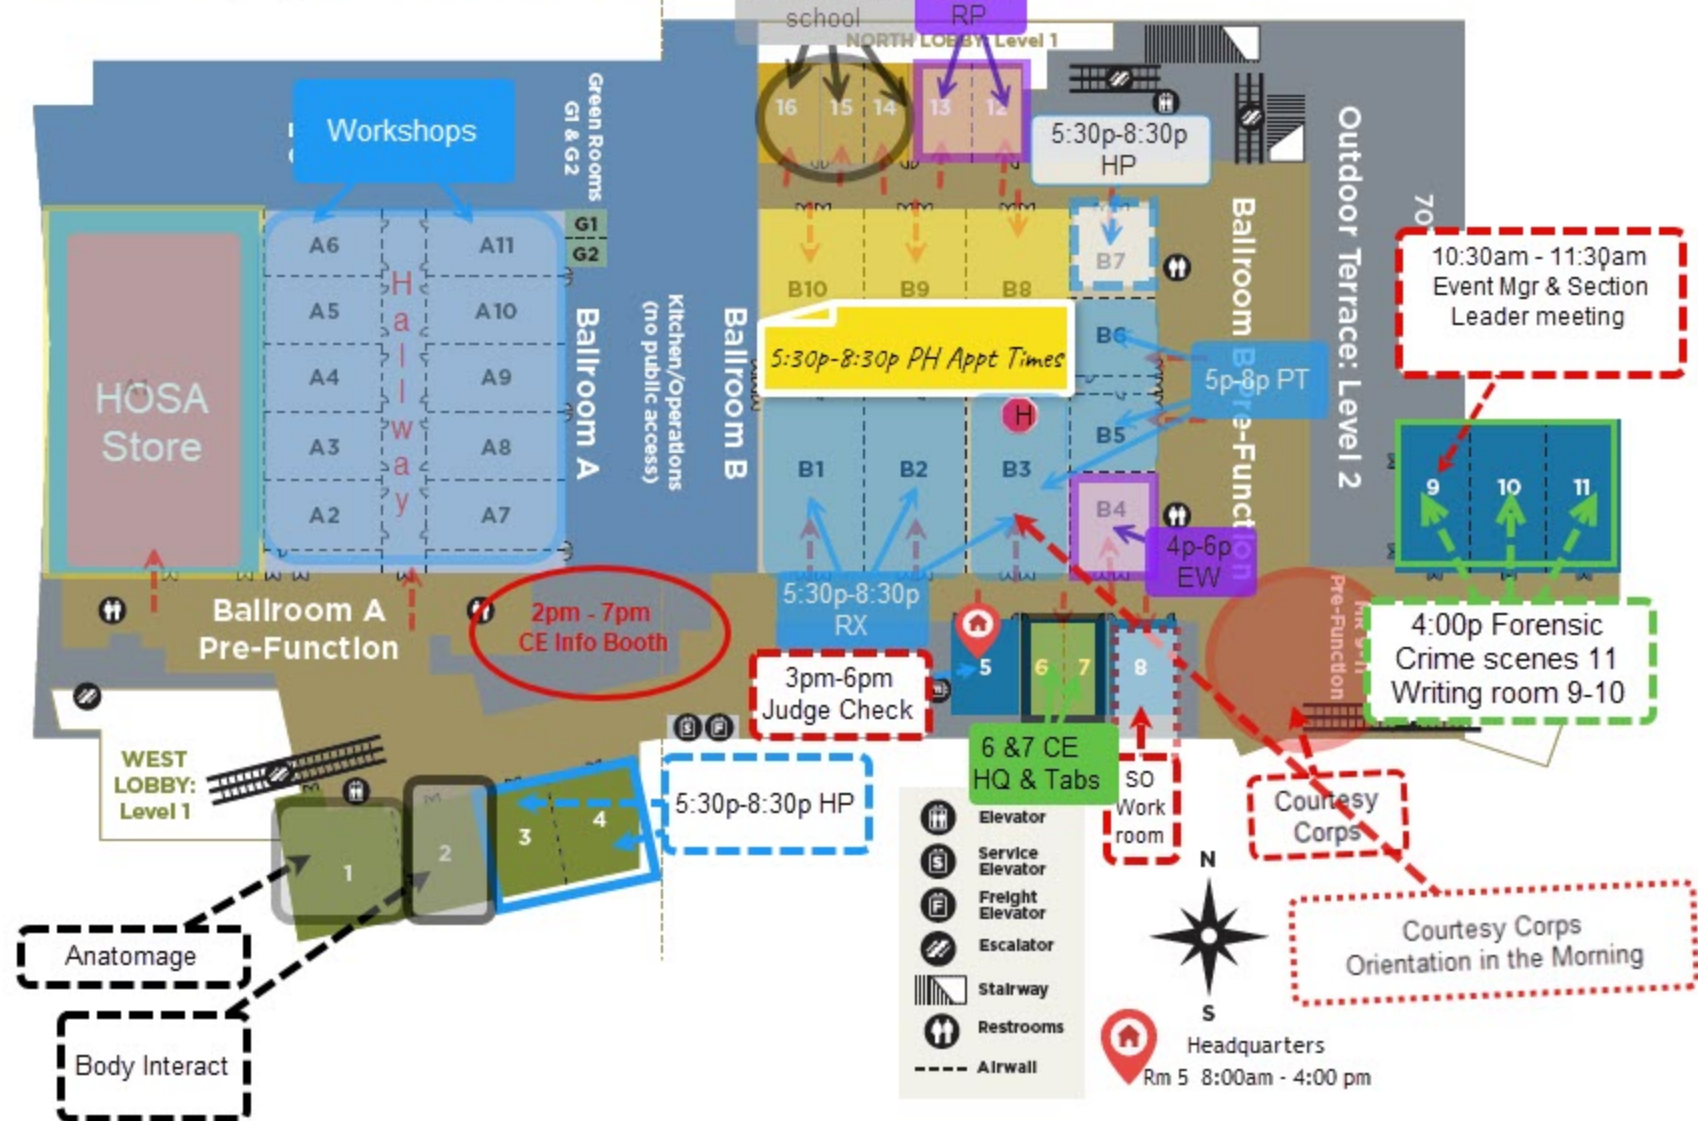 school
RP
NORTH LOBBY: Level 1
16
15
14
13
12
5:30p-8:30p
HP
Workshops
Green Rooms
G1 & G2
G1
G2
A6
A5
A4
A3
A2
Hallway
A11
A10
A9
A8
A7
HOSA
Store
Ballroom A
Kitchen/Operations
(no public access)
Ballroom B
B10
B9
B8
B7
5:30p-8:30p PH Appt Times
B6
B5
H
B1
B2
B3
B4
5p-8p PT
Ballroom B Pre-Function
Outdoor Terrace: Level 2
70
10:30am - 11:30am
Event Mgr & Section
Leader meeting
9
10
11
4p-6p
EW
5:30p-8:30p
RX
Ballroom A
Pre-Function
2pm - 7pm
CE Info Booth
3pm-6pm
Judge Check
5
6
7
8
Pre-Function
4:00p Forensic
Crime scenes 11
Writing room 9-10
WEST
LOBBY:
Level 1
S
F
6 &7 CE
HQ & Tabs
SO
Work
room
Courtesy
Corps
5:30p-8:30p HP
1
2
3
4
Anatomage
Body Interact
Elevator
S
Service
Elevator
F
Freight
Elevator
Escalator
Stairway
Restrooms
Airwall
N
S
Courtesy Corps
Orientation in the Morning
Headquarters
Rm 5 8:00am - 4:00 pm